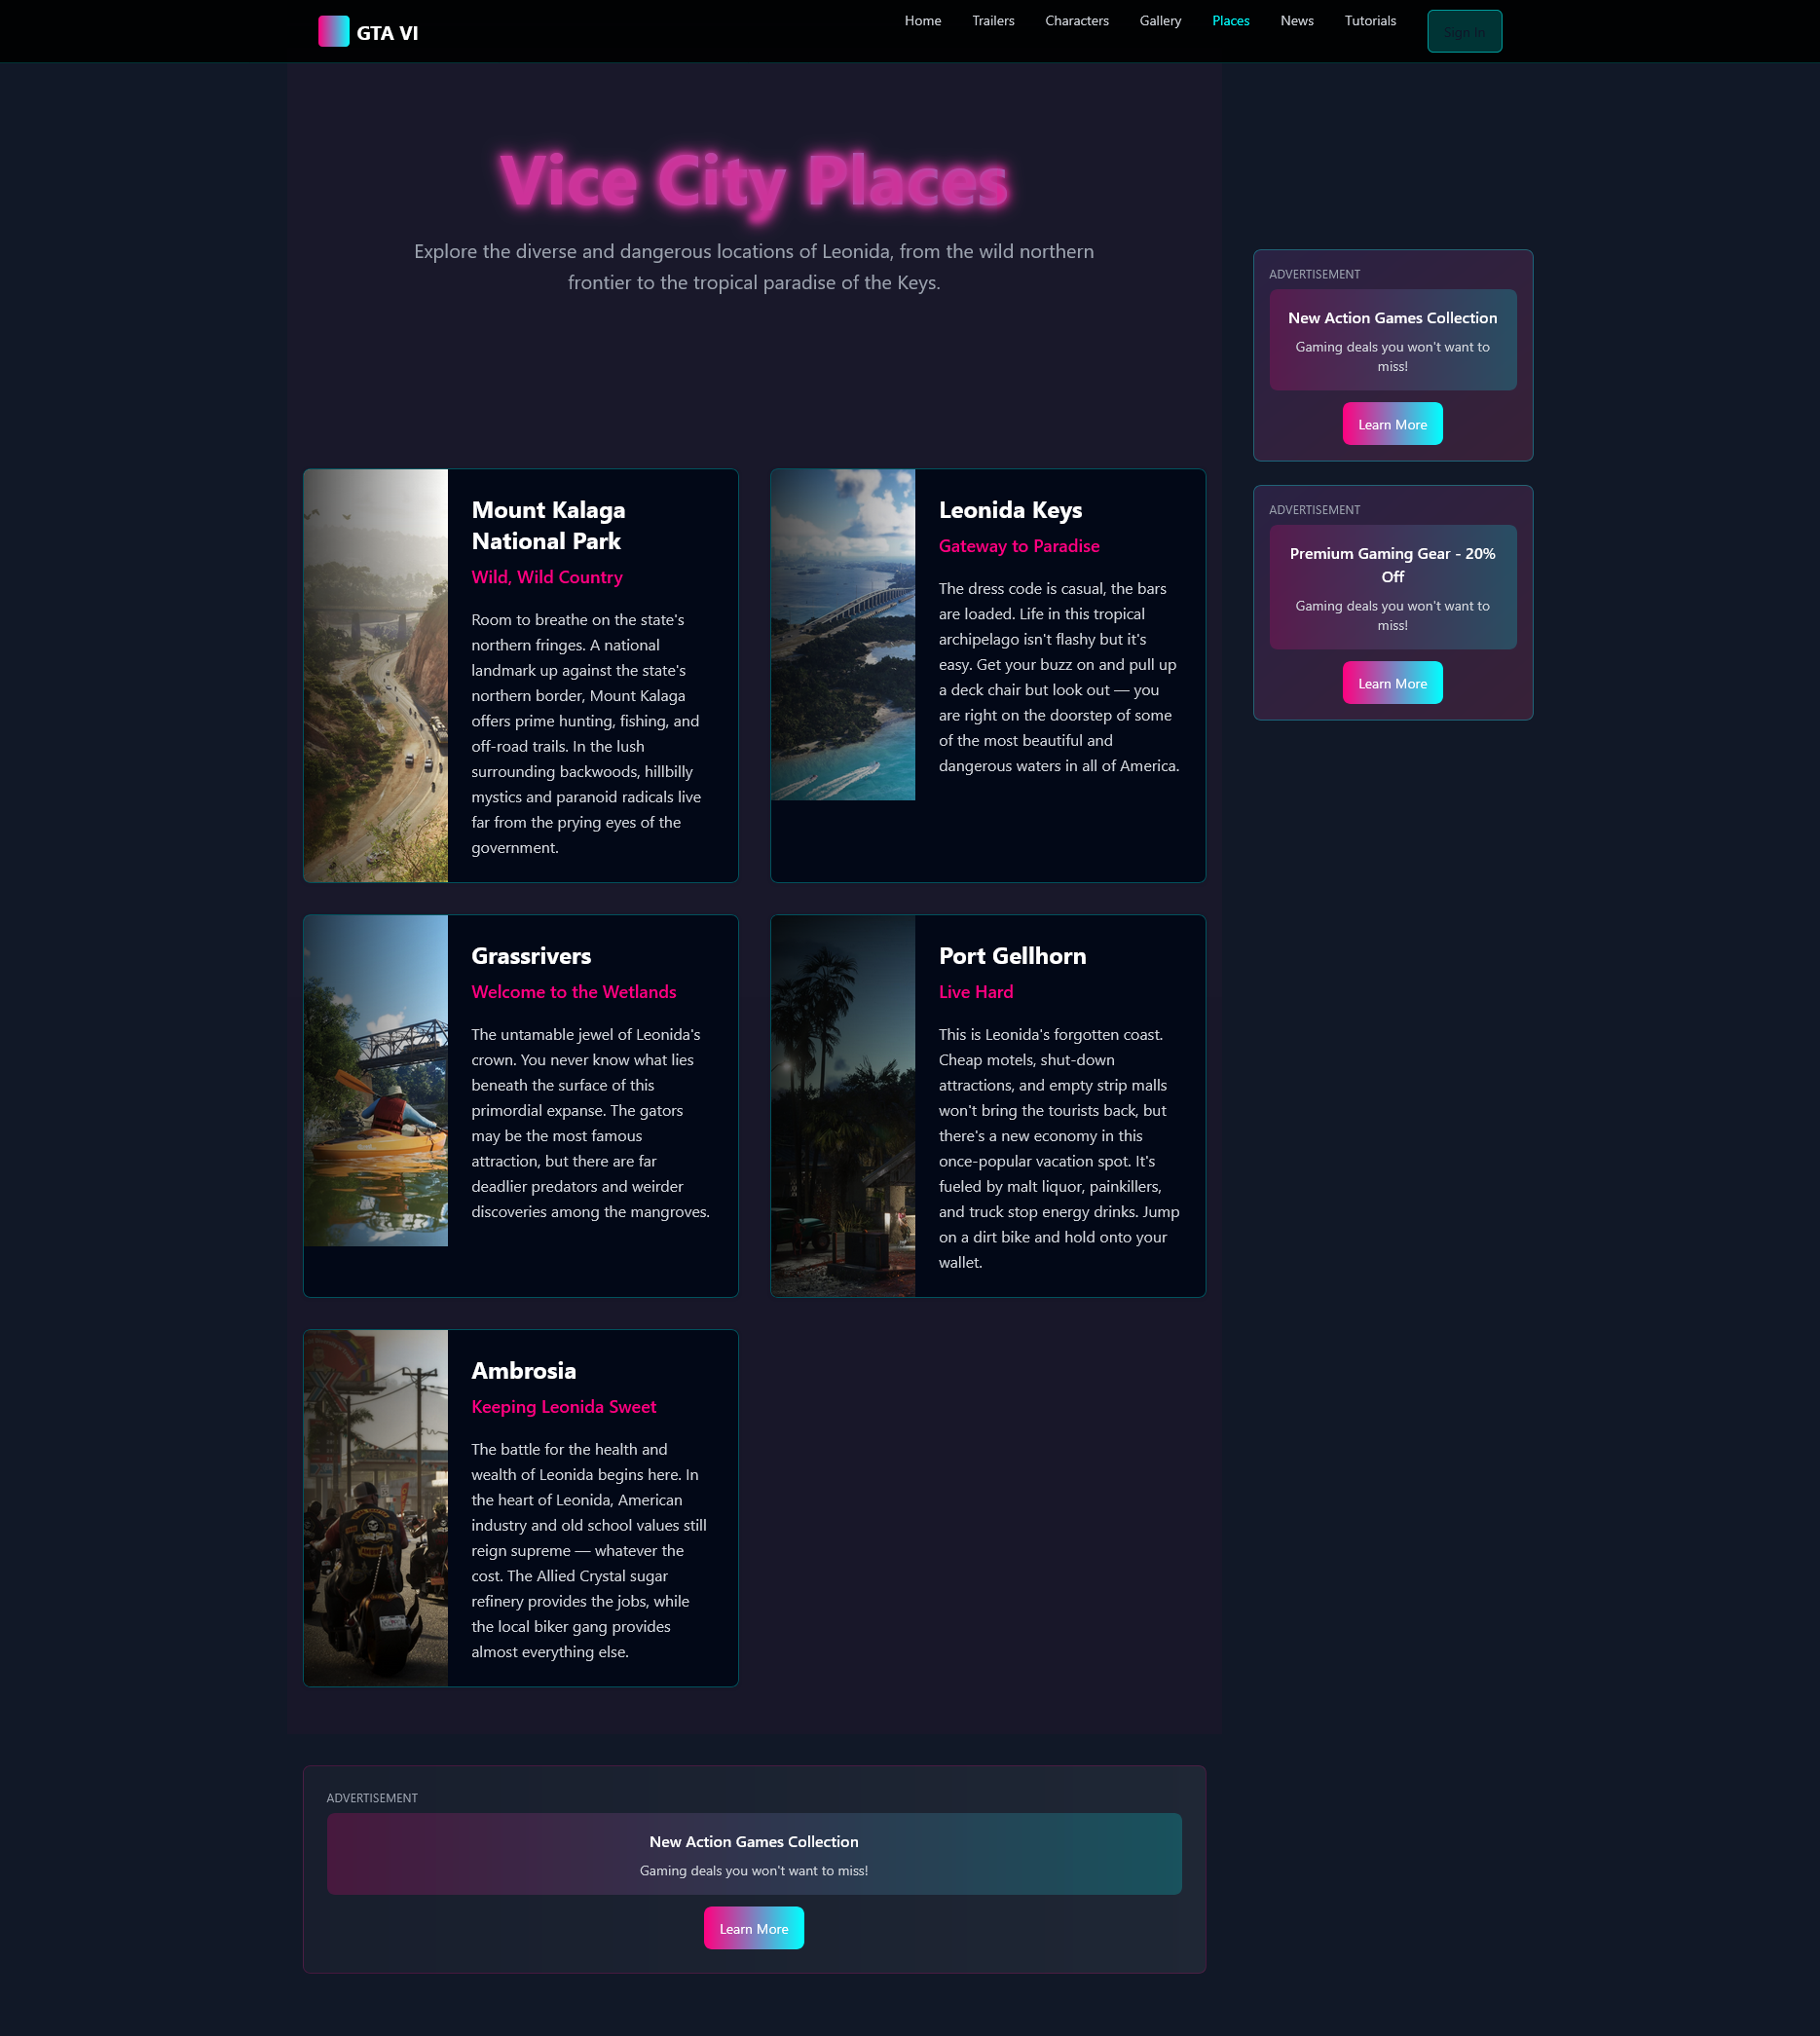 GTA VI
Home
Trailers
Characters
Gallery
Places
News
Tutorials
Sign In
Vice City Places
Explore the diverse and dangerous locations of Leonida, from the wild northern
frontier to the tropical paradise of the Keys.
ADVERTISEMENT
New Action Games Collection
Gaming deals you won't want to
miss!
Learn More
ADVERTISEMENT
Premium Gaming Gear - 20%
Off
Gaming deals you won't want to
miss!
Learn More
Mount Kalaga
National Park
Wild, Wild Country
Room to breathe on the state's
northern fringes. A national
landmark up against the state's
northern border, Mount Kalaga
offers prime hunting, fishing, and
off-road trails. In the lush
surrounding backwoods, hillbilly
mystics and paranoid radicals live
far from the prying eyes of the
government.
Leonida Keys
Gateway to Paradise
The dress code is casual, the bars
are loaded. Life in this tropical
archipelago isn't flashy but it's
easy. Get your buzz on and pull up
a deck chair but look out — you
are right on the doorstep of some
of the most beautiful and
dangerous waters in all of America.
Grassrivers
Welcome to the Wetlands
The untamable jewel of Leonida's
crown. You never know what lies
beneath the surface of this
primordial expanse. The gators
may be the most famous
attraction, but there are far
deadlier predators and weirder
discoveries among the mangroves.
Port Gellhorn
Live Hard
This is Leonida's forgotten coast.
Cheap motels, shut-down
attractions, and empty strip malls
won't bring the tourists back, but
there's a new economy in this
once-popular vacation spot. It's
fueled by malt liquor, painkillers,
and truck stop energy drinks. Jump
on a dirt bike and hold onto your
wallet.
Ambrosia
Keeping Leonida Sweet
The battle for the health and
wealth of Leonida begins here. In
the heart of Leonida, American
industry and old school values still
reign supreme — whatever the
cost. The Allied Crystal sugar
refinery provides the jobs, while
the local biker gang provides
almost everything else.
ADVERTISEMENT
New Action Games Collection
Gaming deals you won't want to miss!
Learn More